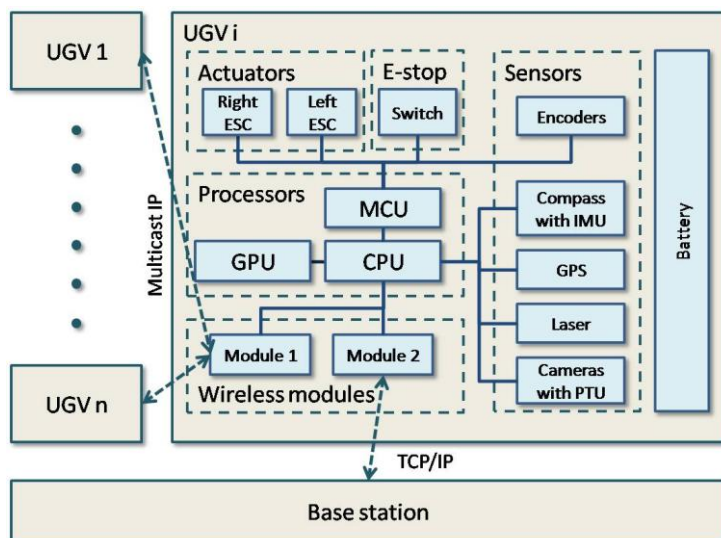 UGV 1
UGV i
Actuators
E-stop
Sensors
Right
ESC
Left
ESC
Switch
Encoders
Processors
MCU
Compass
with IMU
GPU
CPU
GPS
Multicast IP
Battery
Laser
Module 1
Module 2
Cameras
with PTU
Wireless modules
UGV n
TCP/IP
Base station